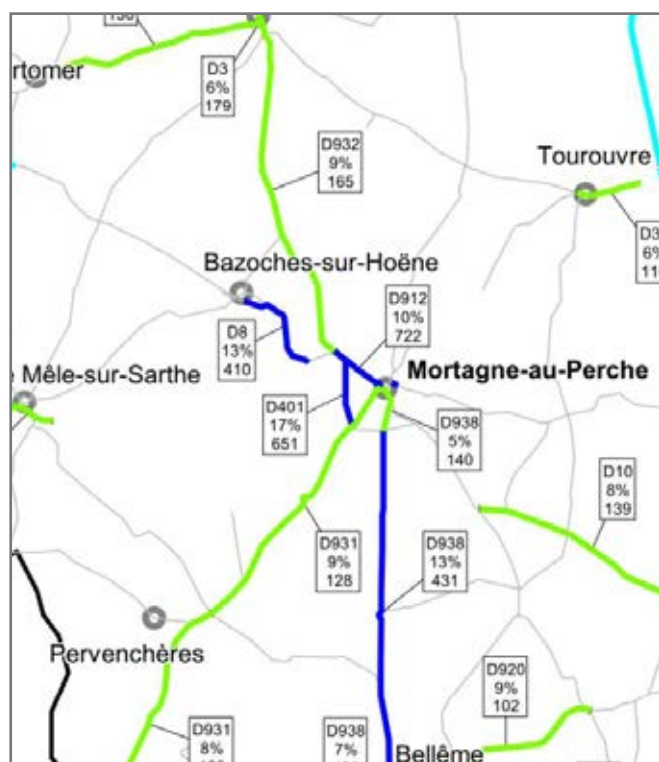 rtomer
D3
6%
179
D932
9%
165
Tourouvre
6%
Bazoches-sur-Hoëne
D912
10%
722
D8
13%
410
Mêle-sur-Sarthe
Mortagne-au-Perche
D401
17%
651
D938
5%
140
D10
8%
139
D931
9%
128
D938
13%
431
Pervenchères
D920
9%
102
D931
8%
D938
7%
Bellême